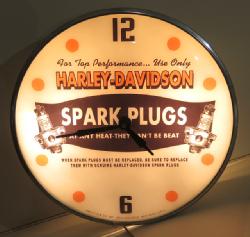 12
For Top Performance... Use Only
HARLEY-DAVIDSON
SPARK PLUGS
AT ANY HEAT-THEY CAN'T BE BEAT
WHEN SPARK PLUGS MUST BE REPLACED, BE SURE TO REPLACE
THEM WITH GENUINE HARLEY-DAVIDSON SPARK PLUGS
6